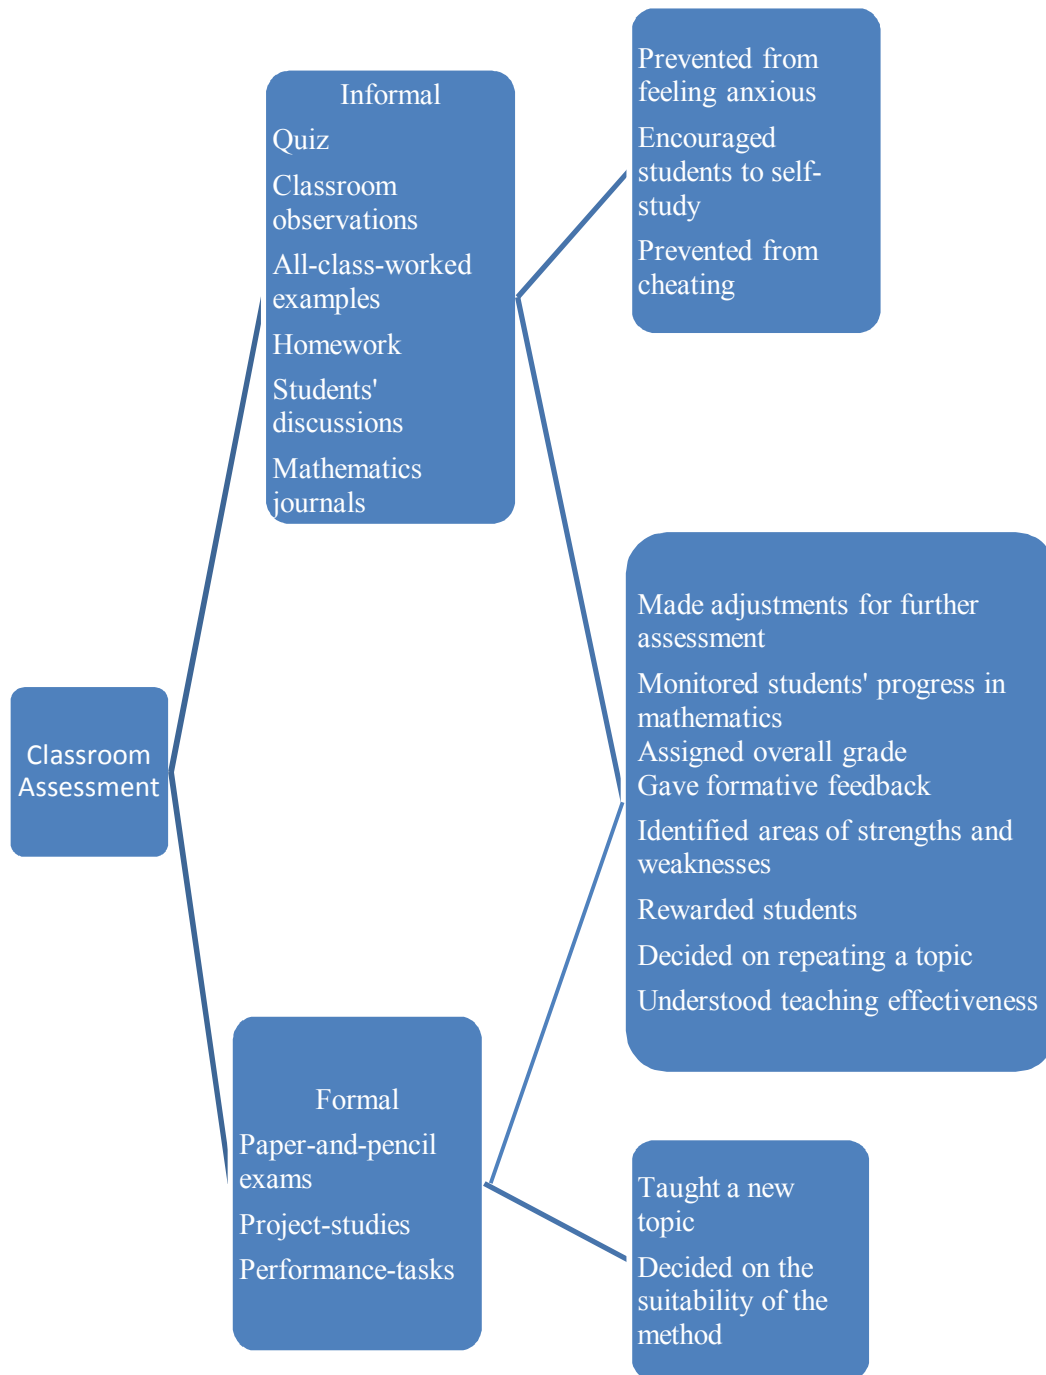 Classroom
Assessment
Informal
Quiz
Classroom
observations
All-class-worked
examples
Homework
Students'
discussions
Mathematics
journals
Formal
Paper-and-pencil
exams
Project-studies
Performance-tasks
Prevented from
feeling anxious
Encouraged
students to self-
study
Prevented from
cheating
Made adjustments for further
assessment
Monitored students' progress in
mathematics
Assigned overall grade
Gave formative feedback
Identified areas of strengths and
weaknesses
Rewarded students
Decided on repeating a topic
Understood teaching effectiveness
Taught a new
topic
Decided on the
suitability of the
method